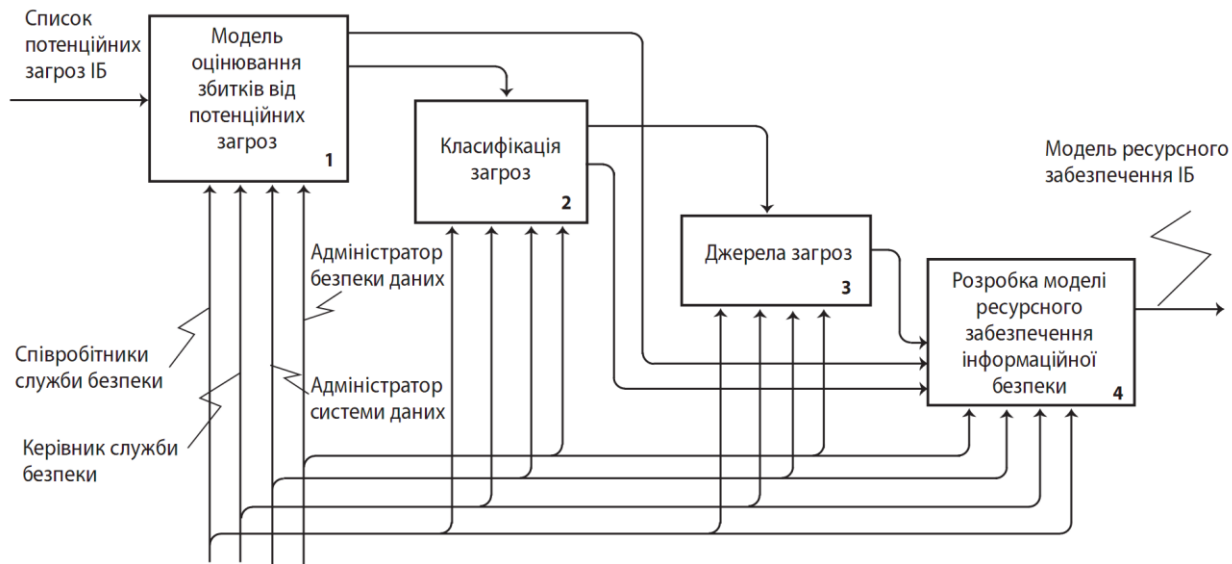 Список
потенційних
загроз ІБ
Модель
оцінювання
збитків від
потенційних
загроз
1
Класифікація
загроз
2
Джерела загроз
3
Розробка моделі
ресурсного
забезпечення
інформаційної
безпеки
4
Модель ресурсного
забезпечення ІБ
Адміністратор
безпеки даних
Співробітники
служби безпеки
Адміністратор
системи даних
Керівник служби
безпеки